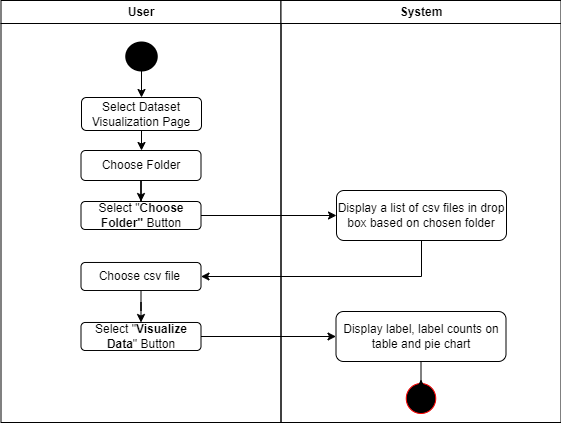 User
System
Select Dataset
Visualization Page
Choose Folder
Select "Choose
Folder" Button
Display a list of csv files in drop
box based on chosen folder
Choose csv file
Select "Visualize
Data" Button
Display label, label counts on
table and pie chart